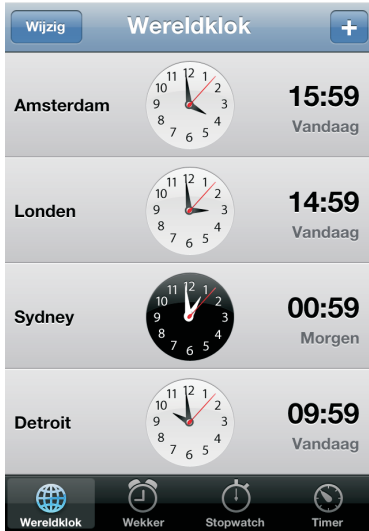 Wijzig Wereldklok +
Amsterdam 15:59
Vandaag
Londen 14:59
Vandaag
Sydney 00:59
Morgen
Detroit 09:59
Vandaag
Wereldklok Wekker Stopwatch Timer